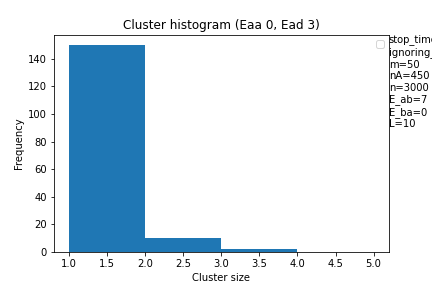 Cluster histogram (Eaa 0, Ead 3)
stop_time
ignoring_
m=50
nA=450
n=3000
E_ab=7
E_ba=0
L=10
Frequency
140
120
100
80
60
40
20
0
1.0 1.5 2.0 2.5 3.0 3.5 4.0 4.5 5.0
Cluster size